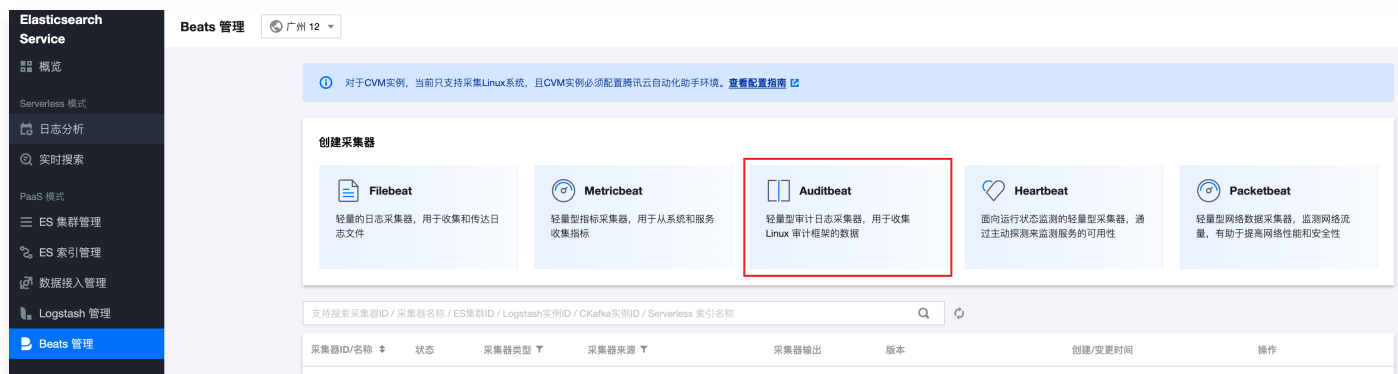 Elasticsearch
Service
概览
Serverless 模式
日志分析
实时搜索
PaaS 模式
ES 集群管理
ES 索引管理
数据接入管理
Logstash 管理
Beats 管理
Beats 管理
广州 12
对于CVM实例，当前只支持采集Linux系统，且CVM实例必须配置腾讯云自动化助手环境。查看配置指南
创建采集器
Filebeat
轻量的日志采集器，用于收集和传达日
志文件
Metricbeat
轻量型指标采集器，用于从系统和服务
收集指标
Auditbeat
轻量型审计日志采集器，用于收集
Linux 审计框架的数据
Heartbeat
面向运行状态监测的轻量型采集器，通
过主动探测来监测服务的可用性
Packetbeat
轻量型网络数据采集器，监测网络流
量，有助于提高网络性能和安全性
支持搜索采集器ID / 采集器名称 / ES集群ID / Logstash实例ID / CKafka实例ID / Serverless 索引名称
采集器ID/名称 状态 采集器类型 采集器来源 采集器输出 版本 创建/变更时间 操作